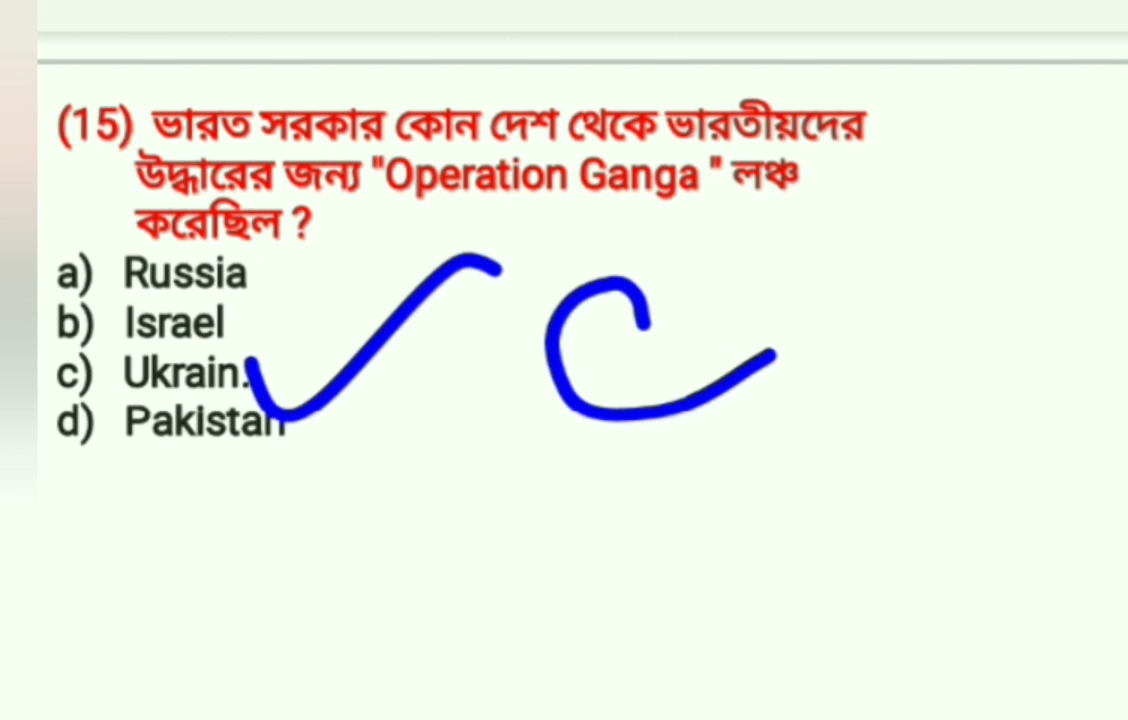 (15) ভারত সরকার কোন দেশ থেকে ভারতীয়দের
উদ্ধারের জন্য "Operation Ganga " লঞ্চ
করেছিল ?
a) Russia
b) Israel
c) Ukrain.
d) Pakistan
C